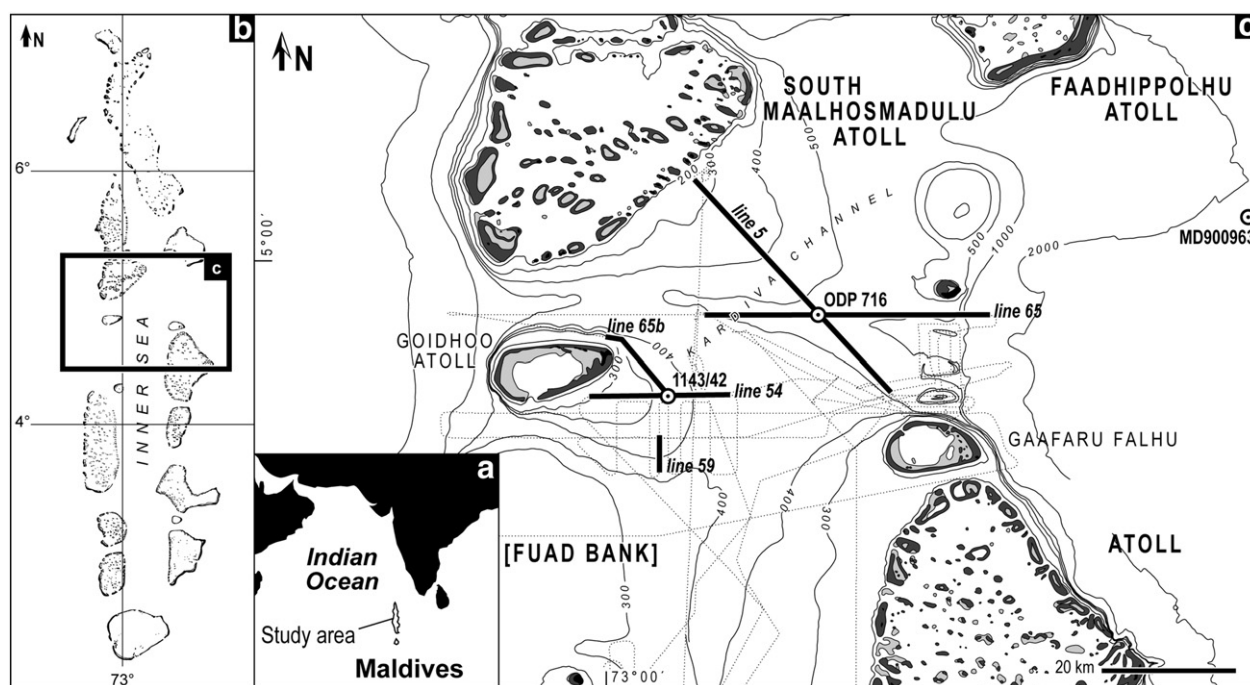 N
b
6°
c
INNER SEA
4°
73°
a
Indian
Ocean
Study area
Maldives
N
SOUTH
MAALHOSMADULU
ATOLL
FAADHIPPOLHU
ATOLL
5°00´
200
300
400
500
KARDIVA CHANNEL
line 5
500
1000
2000
MD900963
ODP 716
line 65
line 65b
GOIDHOO
ATOLL
400
300
1143/42
line 54
line 59
GAAFARU FALHU
400
400
300
[FUAD BANK]
ATOLL
300
73°00´
20 km